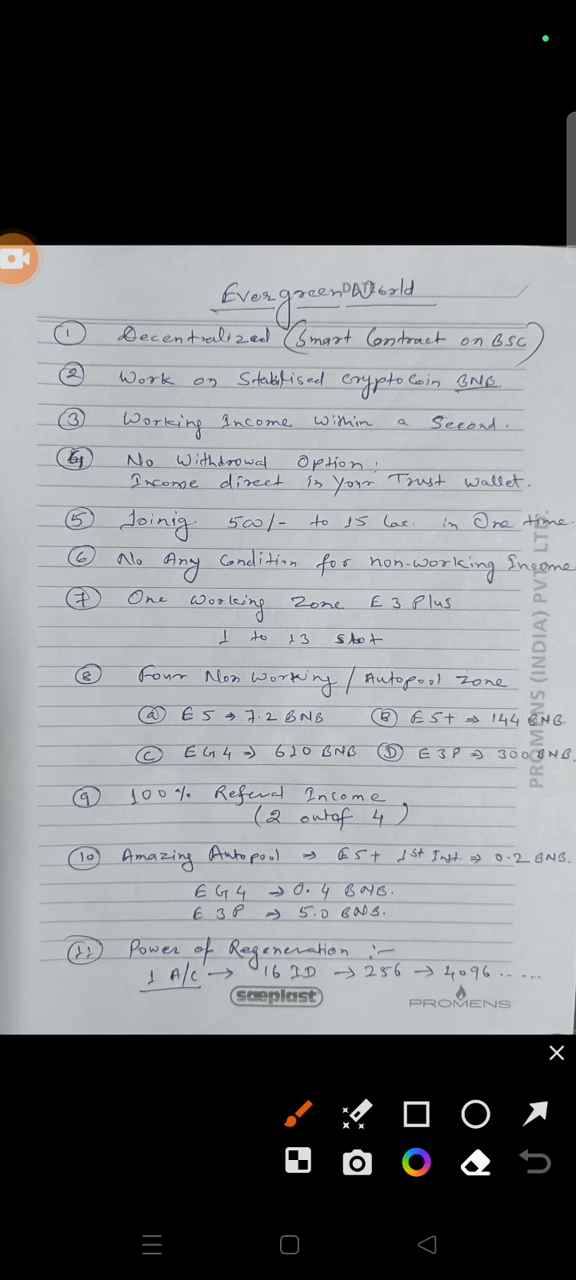 Evergreen World
DATE
① Decentralized (Smart Contract on BSC)
② Work on Stabilised Crypto Coin BNB
③ Working Income Within a Second.
④ No Withdrowal Option:
Income direct in Your Trust Wallet.
⑤ Joinig 500/- to 15 Lac. in One time.
⑥ No Any Condition for non-working Income
⑦ One Working Zone E3 Plus
1 to 13 Slot
⑧ Four Non Working / Autopool Zone
ⓐ E5 → 7.2 BNB Ⓑ E5+ ⇒ 144 BNB
Ⓒ EG4 ⇒ 610 BNB Ⓓ E3P ⇒ 300 BNB.
⑨ 100% Referal Income
(2 out of 4)
⑩ Amazing Autopool ⇒ E5+ 1st Inst. ⇒ 0.2 BNB.
EG4 → 0.4 BNB.
E3P ⇒ 5.0 BNB.
⑪ Power of Regeneration :-
1 A/C → 16 ID → 256 → 4096 ......
saeplast
PROMENS
PROMENS (INDIA) PVT. LTD.